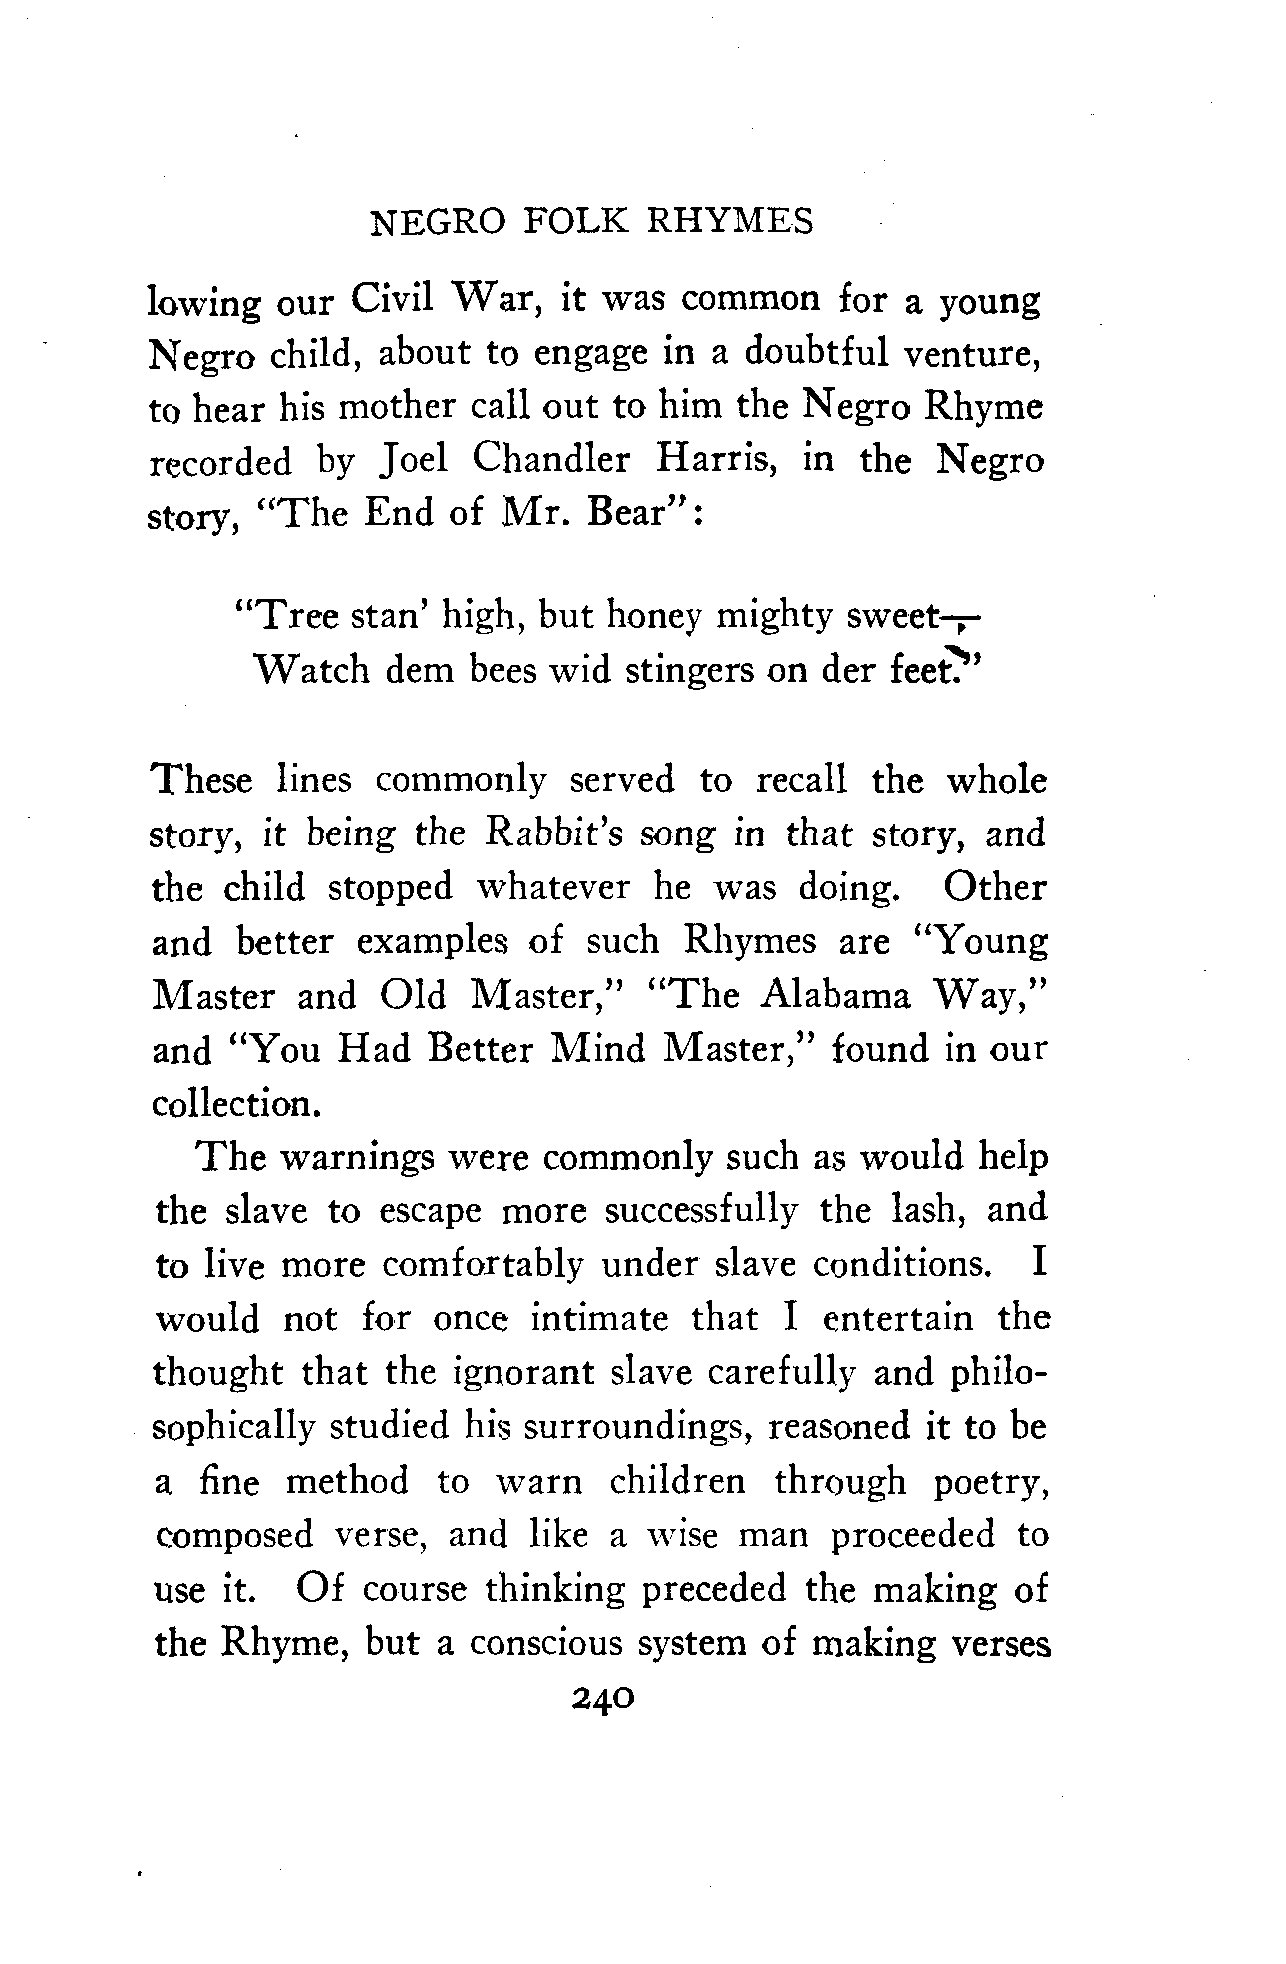 NEGRO FOLK RHYMES
lowing our Civil War, it was common for a young
Negro child, about to engage in a doubtful venture,
to hear his mother call out to him the Negro Rhyme
recorded by Joel Chandler Harris, in the Negro
story, "The End of Mr. Bear":
"Tree stan' high, but honey mighty sweet—
Watch dem bees wid stingers on der feet."
These lines commonly served to recall the whole
story, it being the Rabbit's song in that story, and
the child stopped whatever he was doing. Other
and better examples of such Rhymes are "Young
Master and Old Master," "The Alabama Way,"
and "You Had Better Mind Master," found in our
collection.
The warnings were commonly such as would help
the slave to escape more successfully the lash, and
to live more comfortably under slave conditions. I
would not for once intimate that I entertain the
thought that the ignorant slave carefully and philo-
sophically studied his surroundings, reasoned it to be
a fine method to warn children through poetry,
composed verse, and like a wise man proceeded to
use it. Of course thinking preceded the making of
the Rhyme, but a conscious system of making verses
240